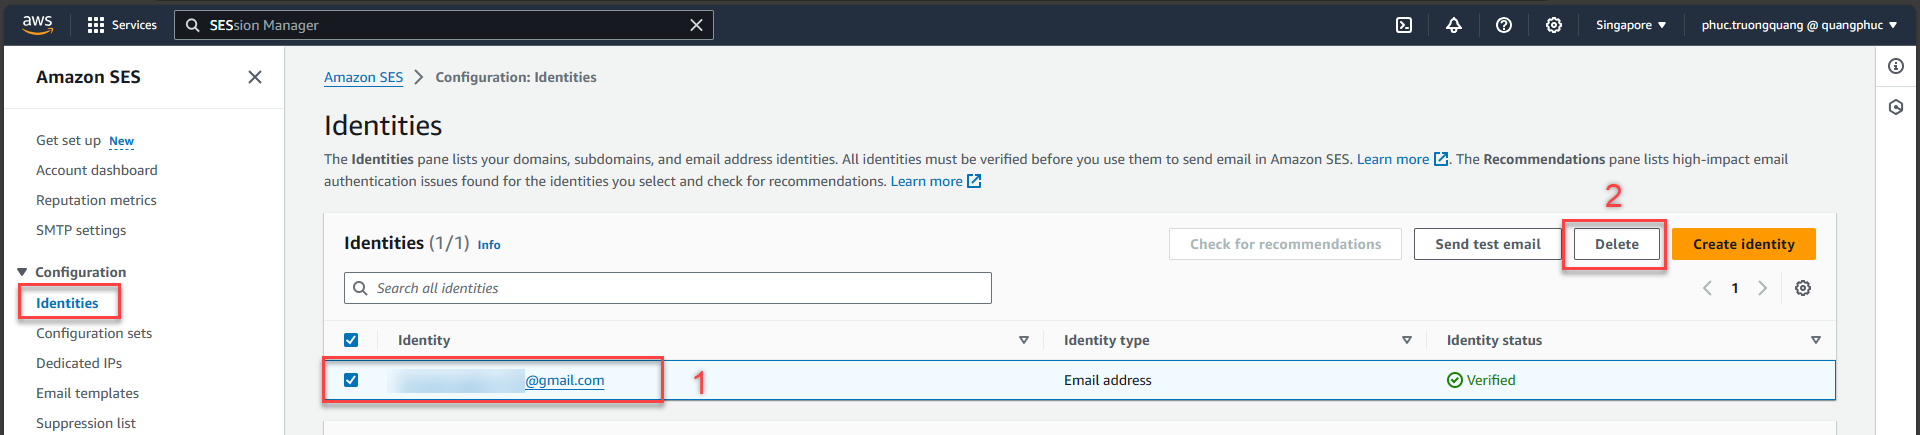 aws
Services
SESsion Manager
Singapore
phuc.truongquang @ quangphuc
Amazon SES
Get set up New
Account dashboard
Reputation metrics
SMTP settings
Configuration
Identities
Configuration sets
Dedicated IPs
Email templates
Suppression list
Amazon SES
Configuration: Identities
Identities
The Identities pane lists your domains, subdomains, and email address identities. All identities must be verified before you use them to send email in Amazon SES. Learn more. The Recommendations pane lists high-impact email
authentication issues found for the identities you select and check for recommendations. Learn more
2
Identities (1/1) Info
Check for recommendations
Send test email
Delete
Create identity
Search all identities
1
Identity
Identity type
Identity status
@gmail.com
1
Email address
Verified